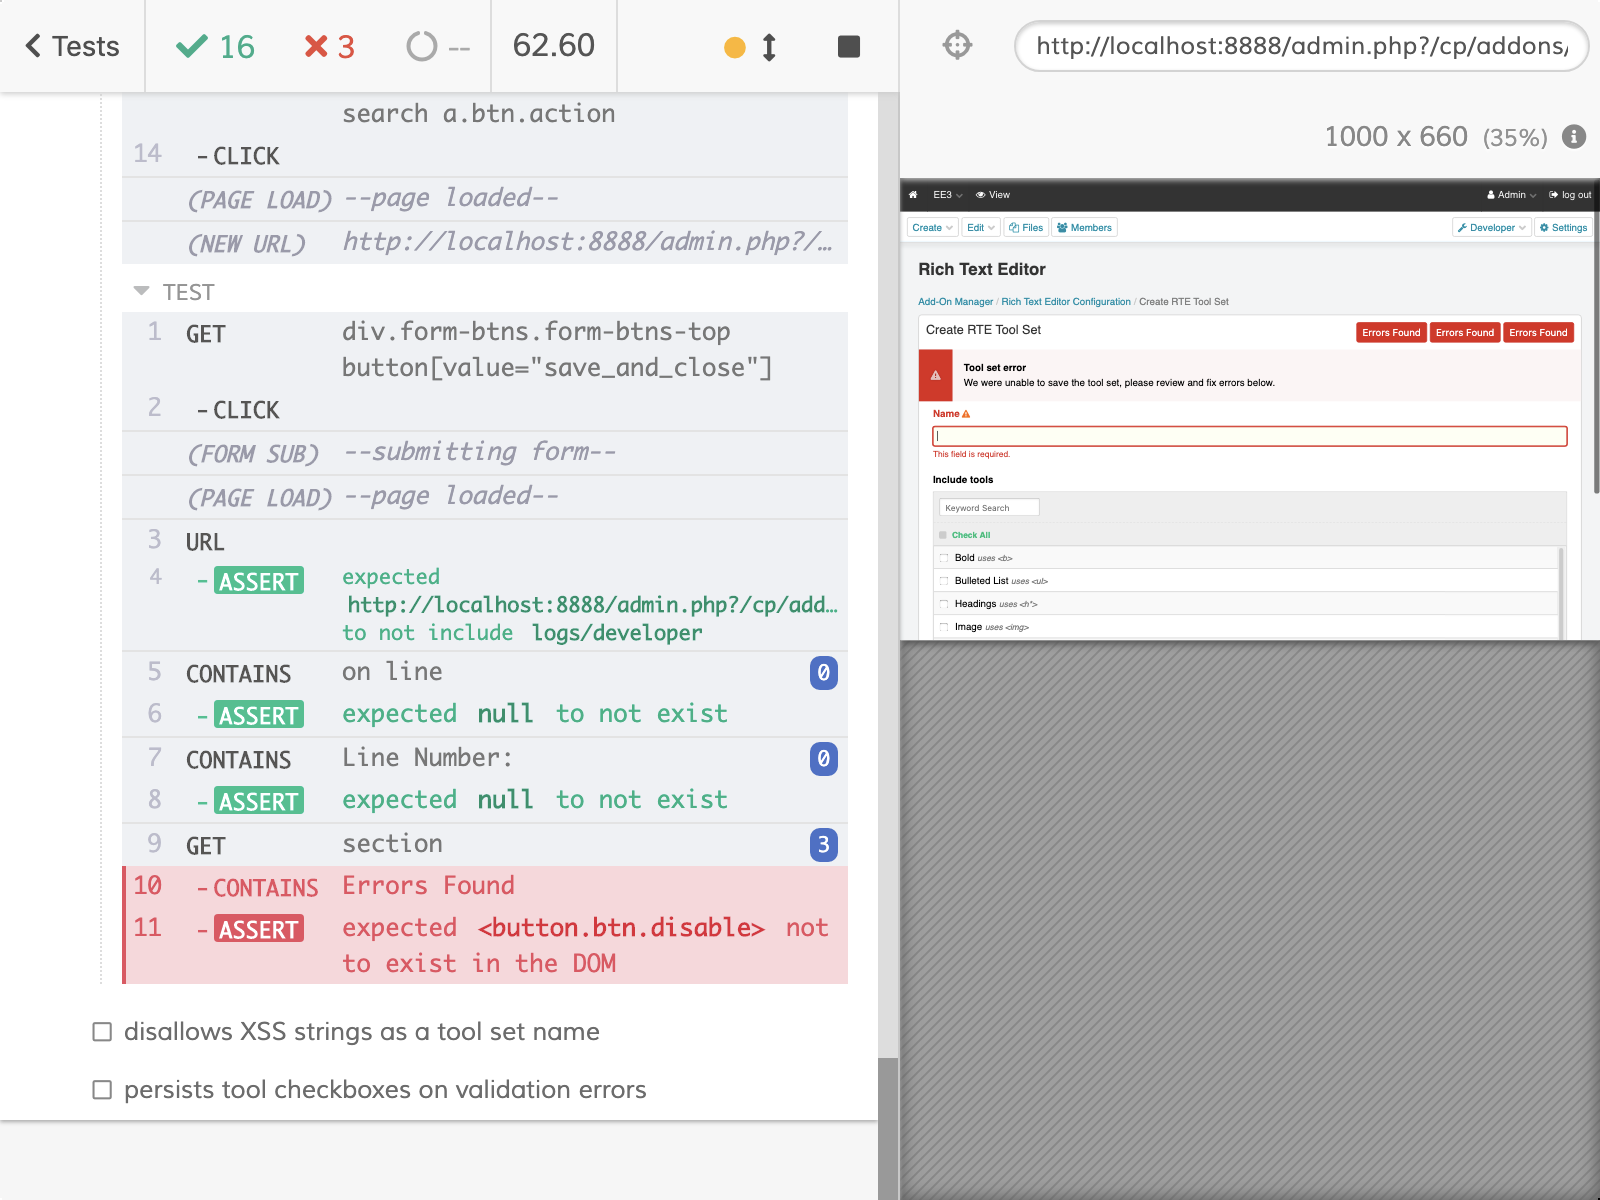 Tests
16
3
--
62.60
http://localhost:8888/admin.php?/cp/addons/
1000 x 660 (35%)
search a.btn.action
14 -CLICK
(PAGE LOAD) --page loaded--
(NEW URL) http://localhost:8888/admin.php?/…
TEST
1 GET div.form-btns.form-btns-top
button[value="save_and_close"]
2 -CLICK
(FORM SUB) --submitting form--
(PAGE LOAD) --page loaded--
3 URL
4 -ASSERT expected
http://localhost:8888/admin.php?/cp/add…
to not include logs/developer
5 CONTAINS on line 0
6 -ASSERT expected null to not exist
7 CONTAINS Line Number: 0
8 -ASSERT expected null to not exist
9 GET section 3
10 -CONTAINS Errors Found
11 -ASSERT expected <button.btn.disable> not
to exist in the DOM
disallows XSS strings as a tool set name
persists tool checkboxes on validation errors
EE3 View Admin log out
Create Edit Files Members Developer Settings
Rich Text Editor
Add-On Manager / Rich Text Editor Configuration / Create RTE Tool Set
Create RTE Tool Set Errors Found Errors Found Errors Found
Tool set error
We were unable to save the tool set, please review and fix errors below.
Name
This field is required.
Include tools
Keyword Search
Check All
Bold uses <b>
Bulleted List uses <ul>
Headings uses <h*>
Image uses <img>